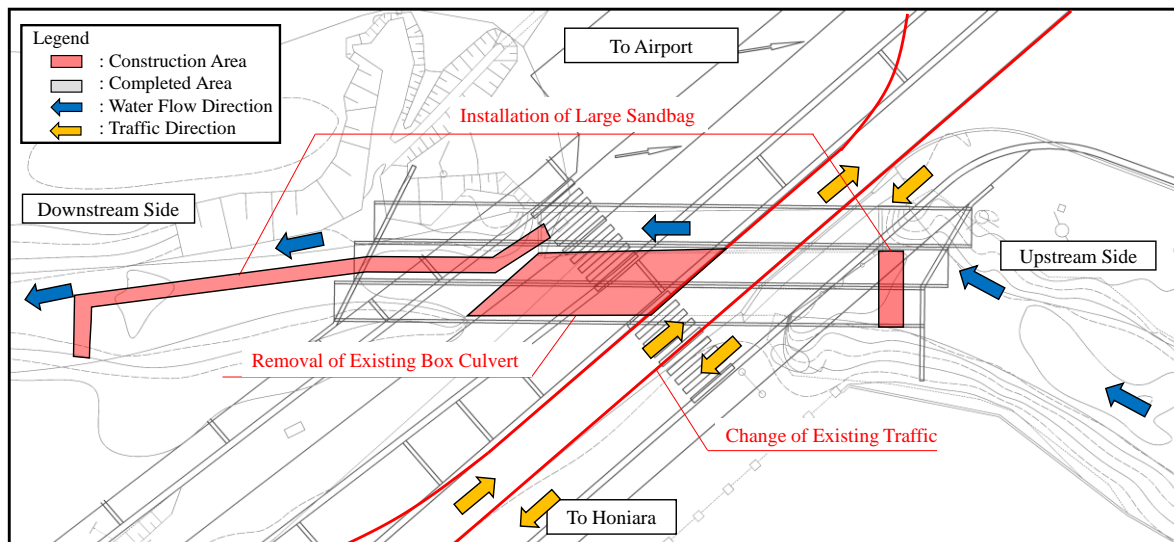 Legend
: Construction Area
: Completed Area
: Water Flow Direction
: Traffic Direction
To Airport
Installation of Large Sandbag
Downstream Side
Upstream Side
Removal of Existing Box Culvert
Change of Existing Traffic
To Honiara